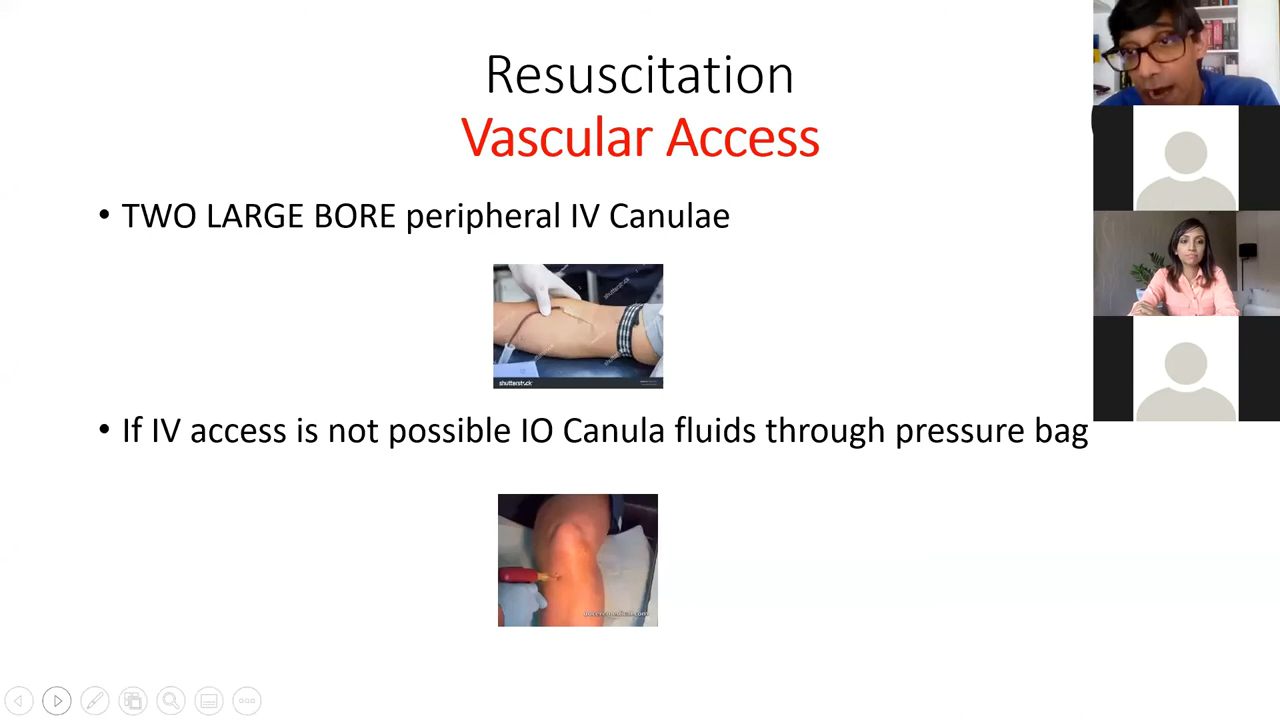 Resuscitation
Vascular Access
• TWO LARGE BORE peripheral IV Canulae
shutterstock
• If IV access is not possible IO Canula fluids through pressure bag